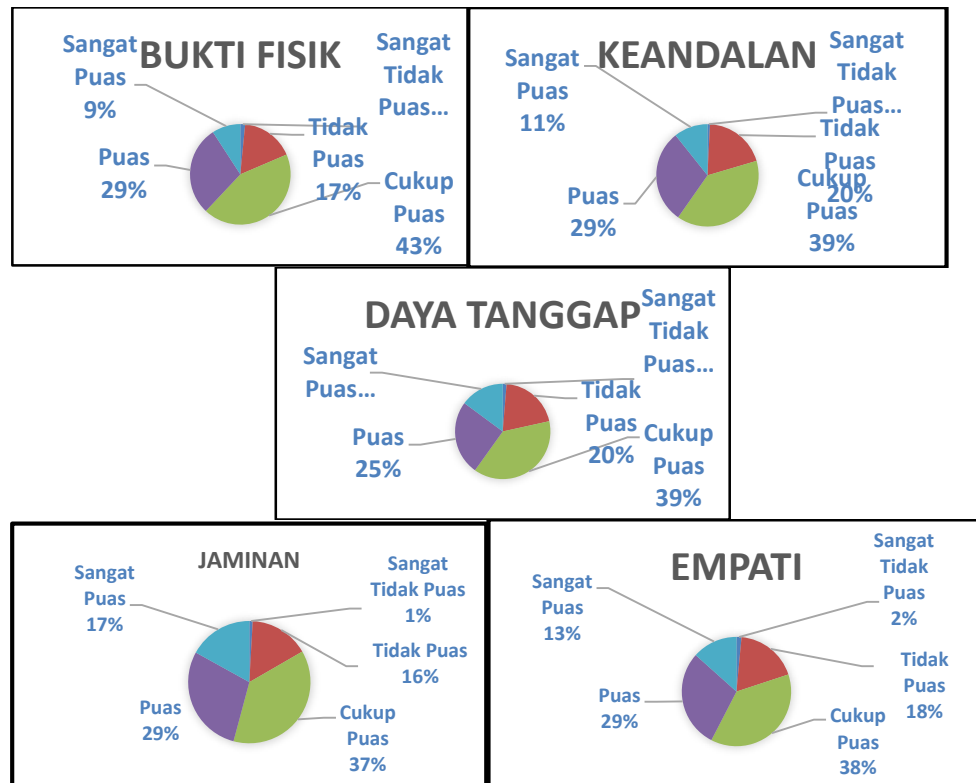 BUKTI FISIK
Sangat
Tidak
Puas…
Tidak
Puas
17%
Cukup
Puas
43%
Puas
29%
Sangat
Puas
9%
KEANDALAN
Sangat
Tidak
Puas…
Tidak
Puas
20%
Cukup
Puas
39%
Puas
29%
Sangat
Puas
11%
DAYA TANGGAP
Sangat
Tidak
Puas…
Tidak
Puas
20%
Cukup
Puas
39%
Puas
25%
Sangat
Puas…
JAMINAN
Sangat
Tidak Puas
1%
Tidak Puas
16%
Cukup
Puas
37%
Puas
29%
Sangat
Puas
17%
EMPATI
Sangat
Tidak
Puas
2%
Tidak
Puas
18%
Cukup
Puas
38%
Puas
29%
Sangat
Puas
13%